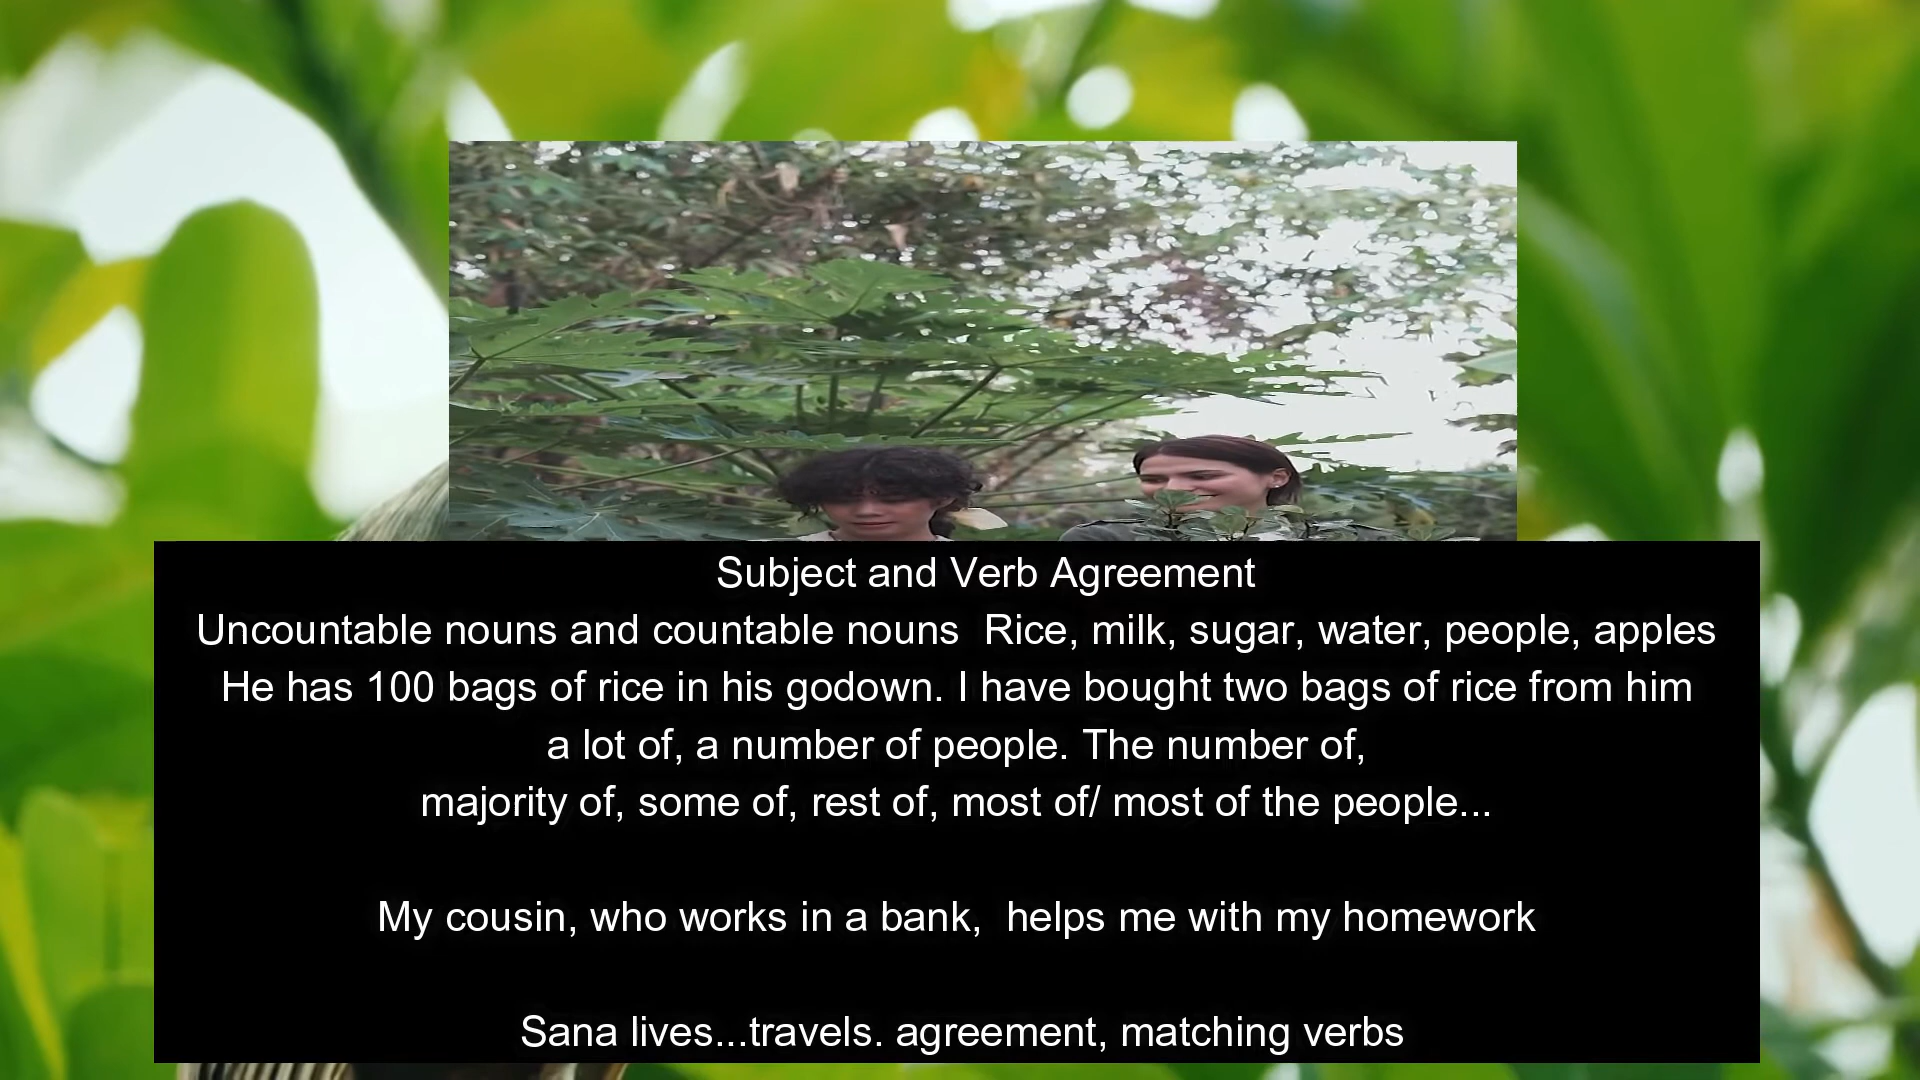 Subject and Verb Agreement
Uncountable nouns and countable nouns  Rice, milk, sugar, water, people, apples
He has 100 bags of rice in his godown. I have bought two bags of rice from him
a lot of, a number of people. The number of,
majority of, some of, rest of, most of/ most of the people...
My cousin, who works in a bank,  helps me with my homework
Sana lives...travels. agreement, matching verbs